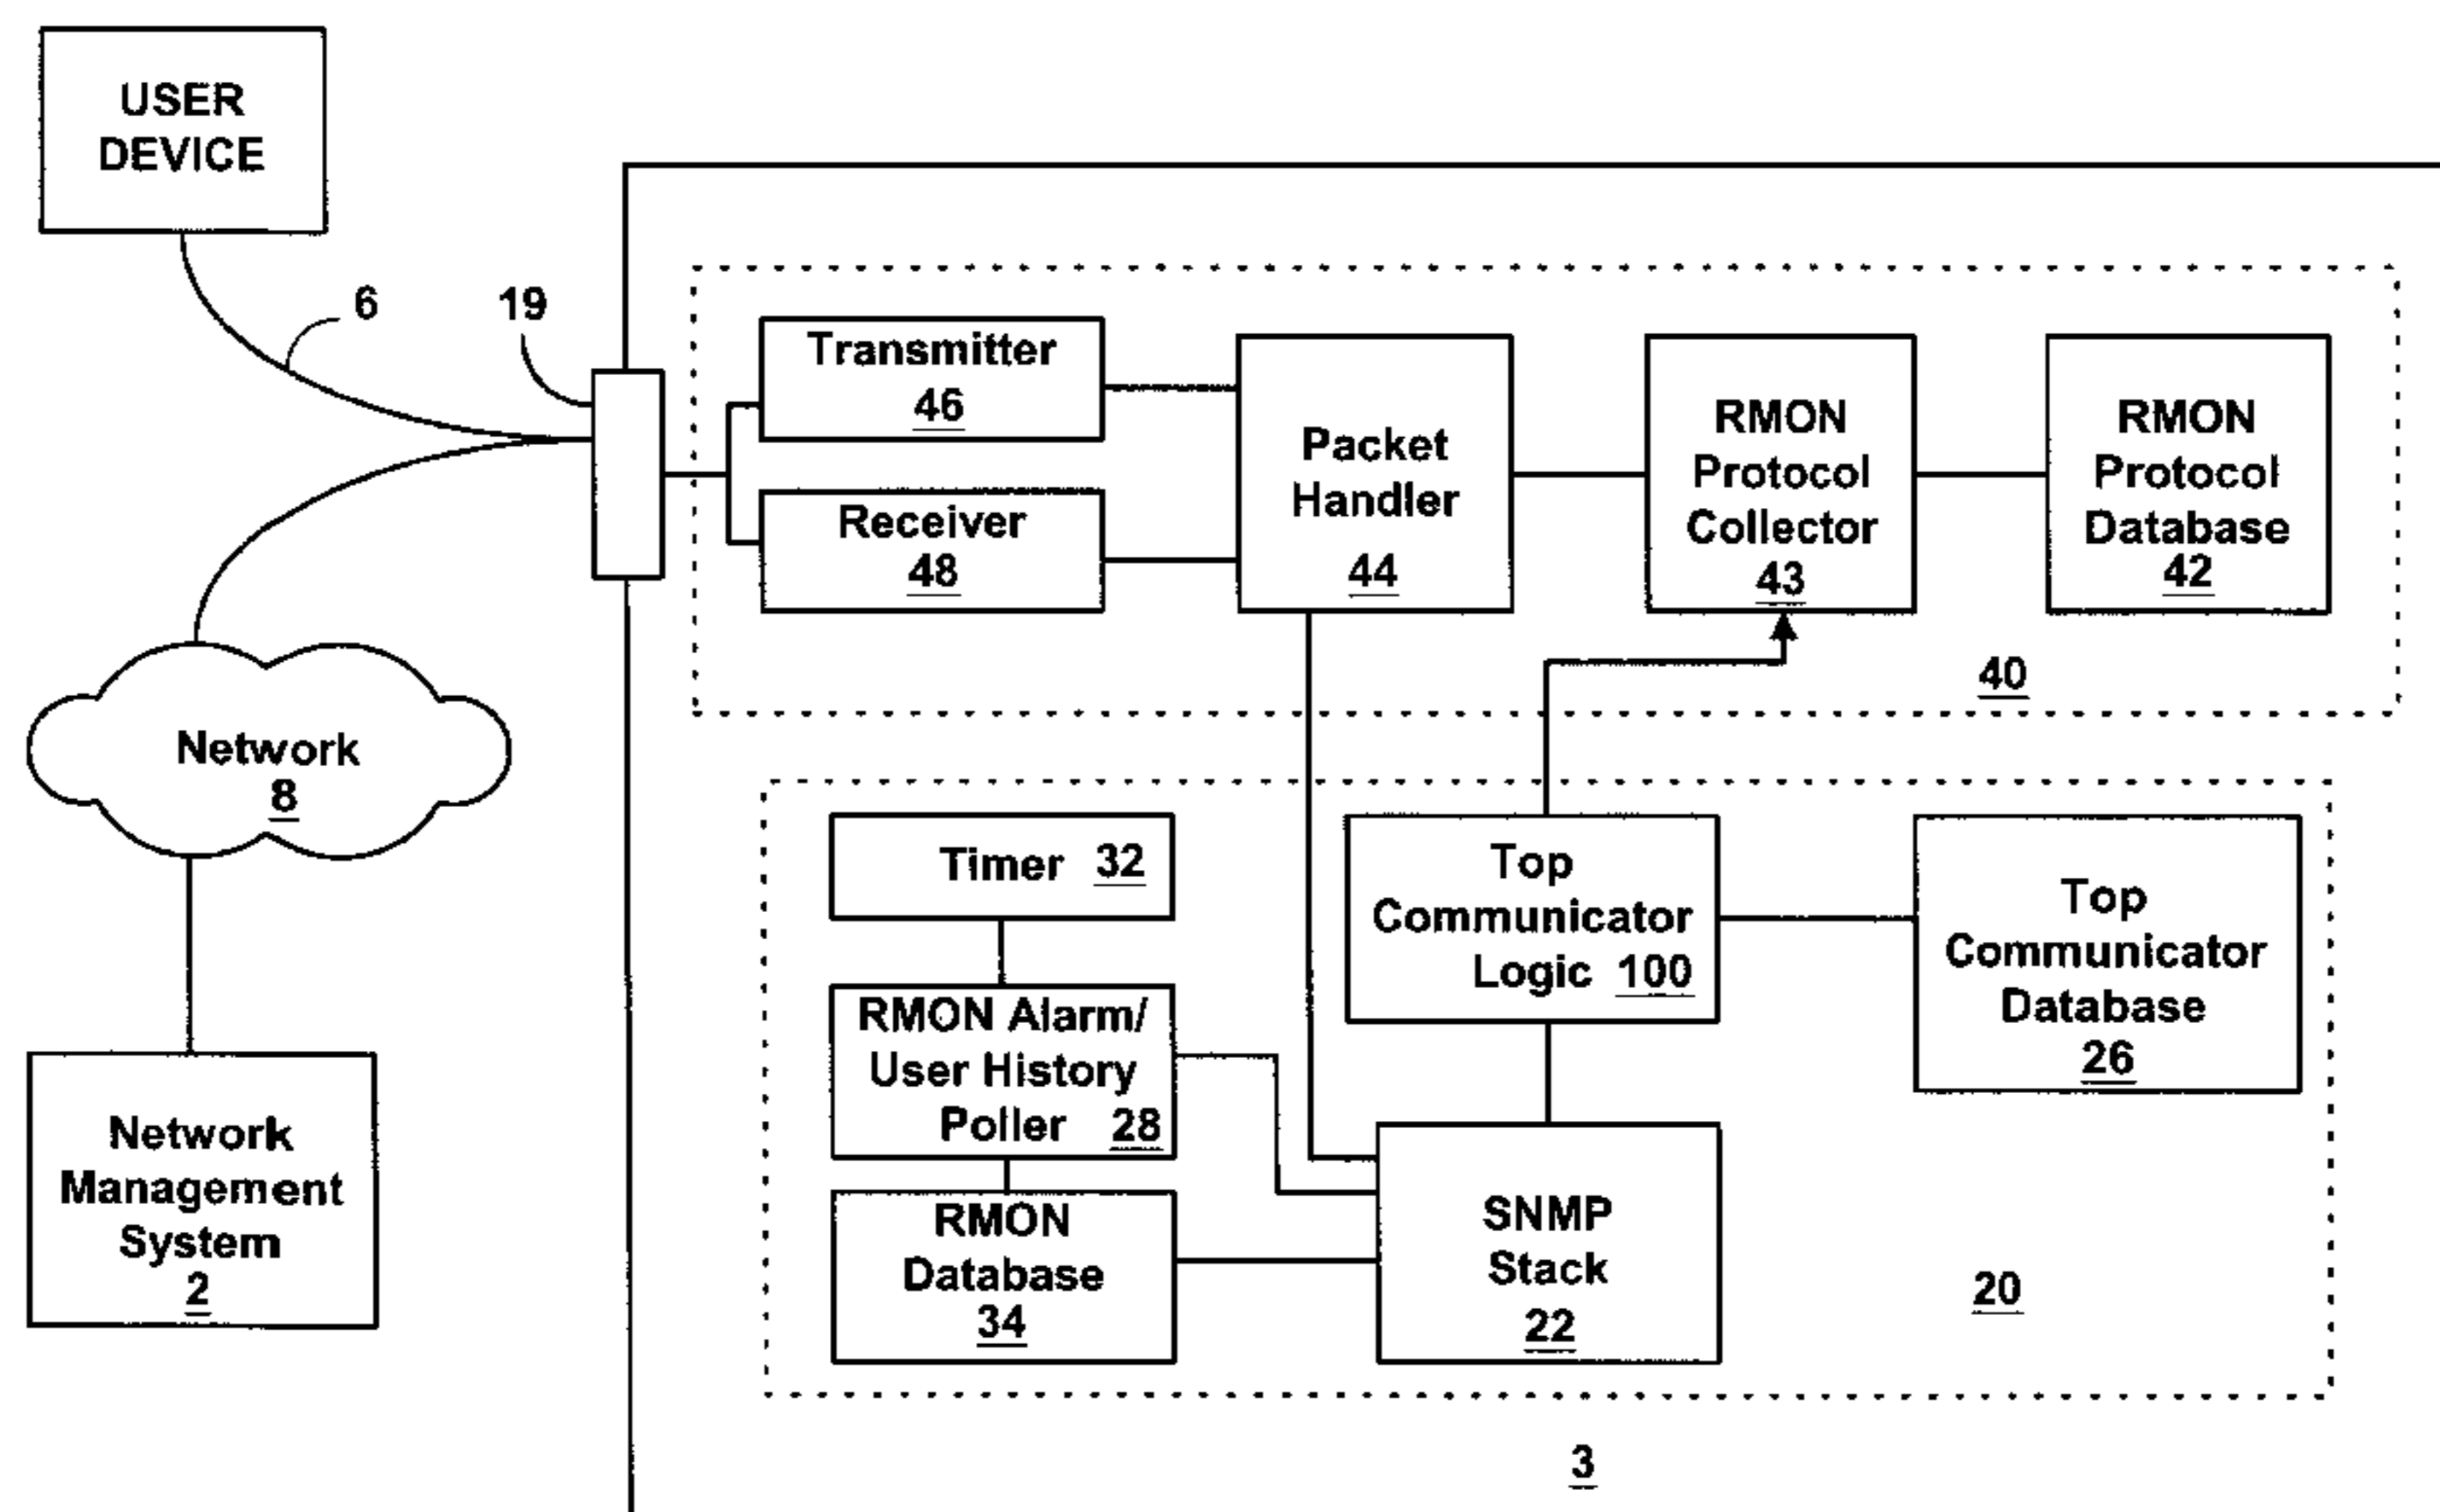 USER
DEVICE
6
19
Transmitter
46
Receiver
48
Packet
Handler
44
RMON
Protocol
Collector
43
RMON
Protocol
Database
42
40
Network
8
Network
Management
System
2
Timer 32
RMON Alarm/
User History
Poller 28
RMON
Database
34
Top
Communicator
Logic 100
Top
Communicator
Database
26
SNMP
Stack
22
20
3